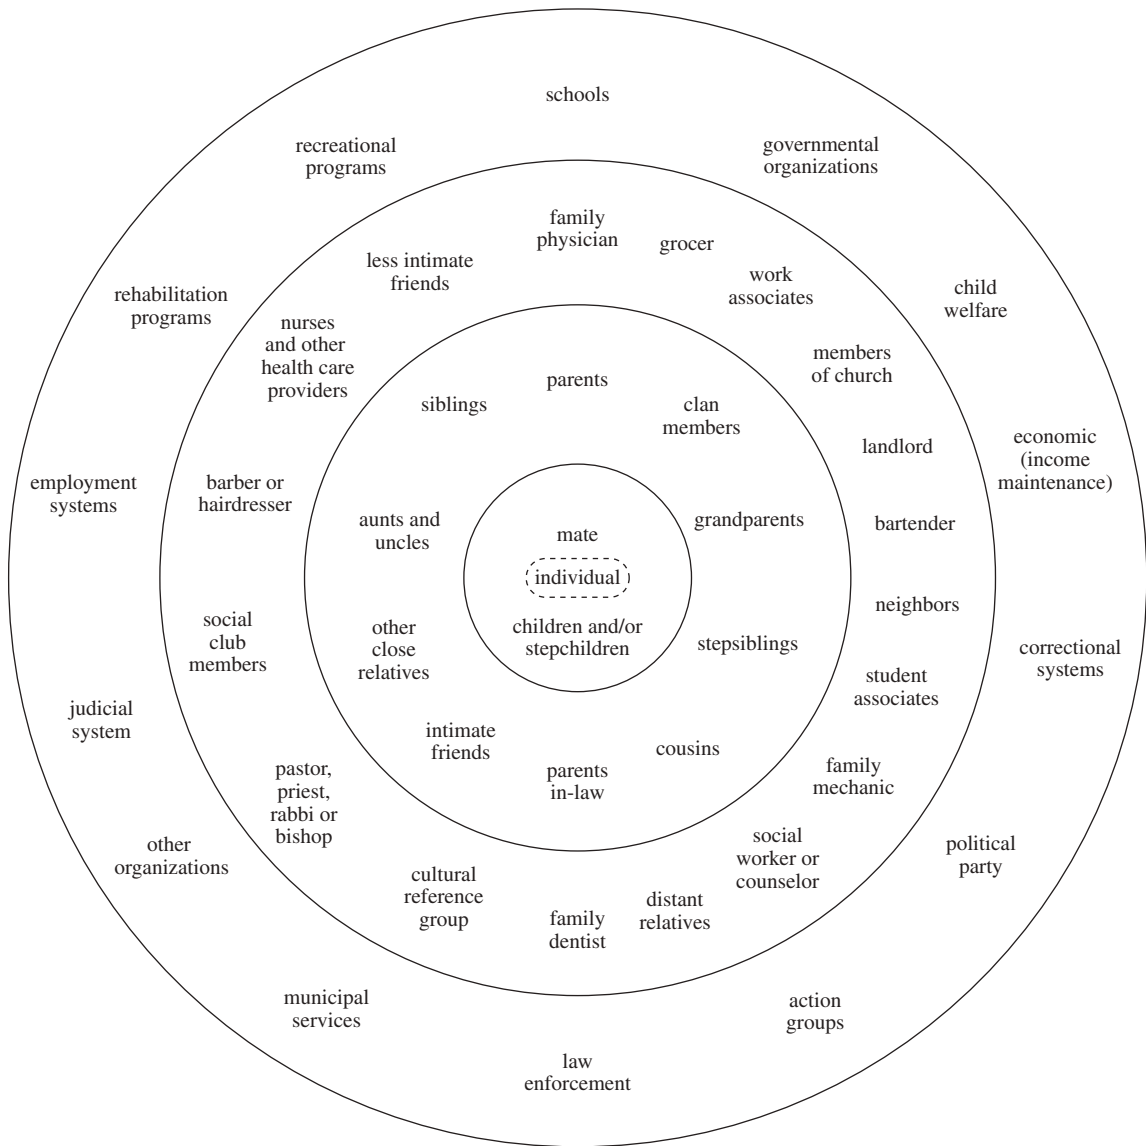 schools
recreational
programs
governmental
organizations
family
physician
grocer
less intimate
friends
work
associates
rehabilitation
programs
child
welfare
nurses
and other
health care
providers
members
of church
parents
siblings
clan
members
landlord
economic
(income
maintenance)
employment
systems
barber or
hairdresser
aunts and
uncles
grandparents
bartender
mate
individual
children and/or
stepchildren
neighbors
social
club
members
other
close
relatives
stepsiblings
correctional
systems
student
associates
judicial
system
intimate
friends
cousins
parents
in-law
family
mechanic
pastor,
priest,
rabbi or
bishop
other
organizations
social
worker or
counselor
political
party
cultural
reference
group
distant
relatives
family
dentist
municipal
services
action
groups
law
enforcement